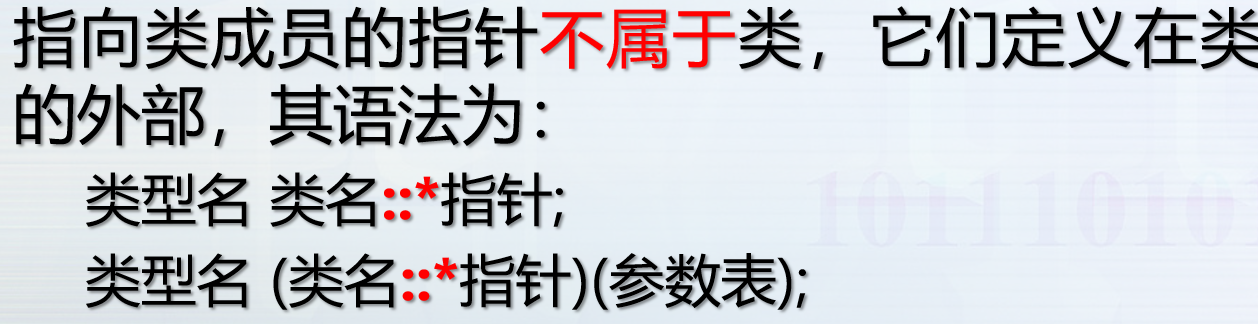 指向类成员的指针不属于类，它们定义在类
的外部，其语法为：
类型名 类名::*指针;
类型名 (类名::*指针)(参数表);
101110101